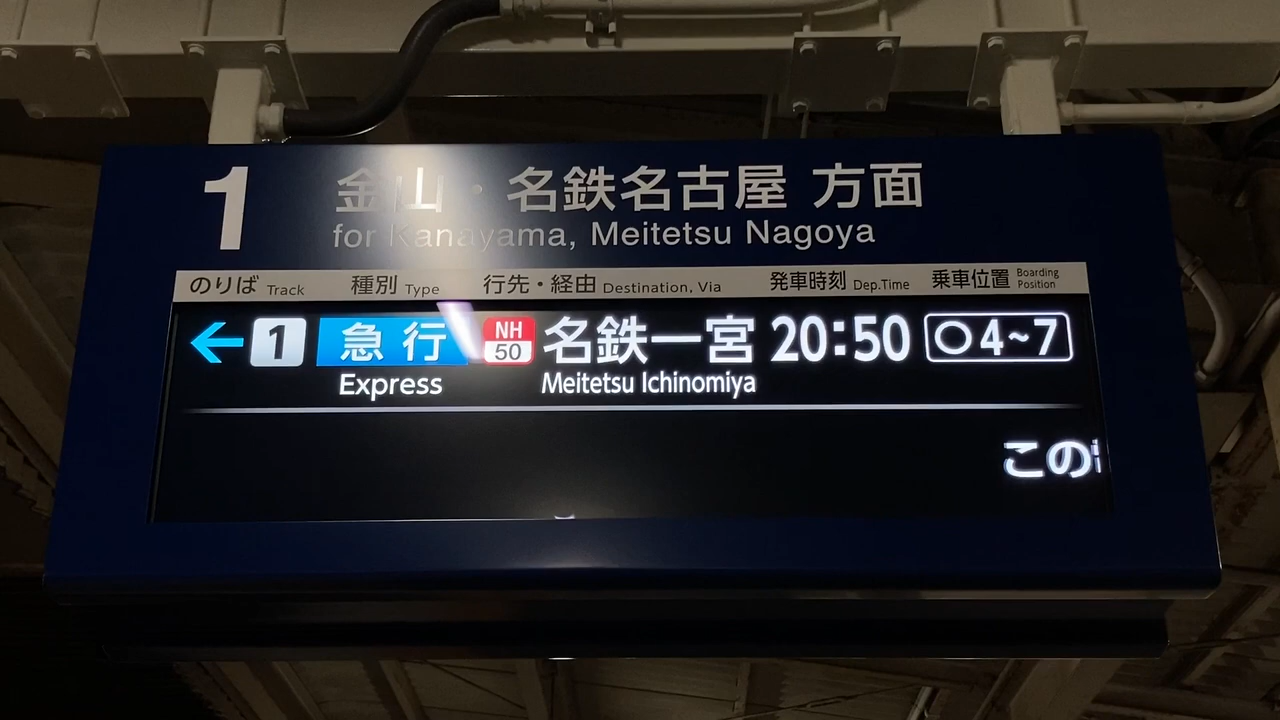 1 金山・名鉄名古屋 方面
for Kanayama, Meitetsu Nagoya
のりば Track 種別 Type 行先・経由 Destination, Via 発車時刻 Dep.Time 乗車位置 Boarding Position
← 1 急行 NH 50 名鉄一宮 20:50 ○4~7
Express Meitetsu Ichinomiya
この